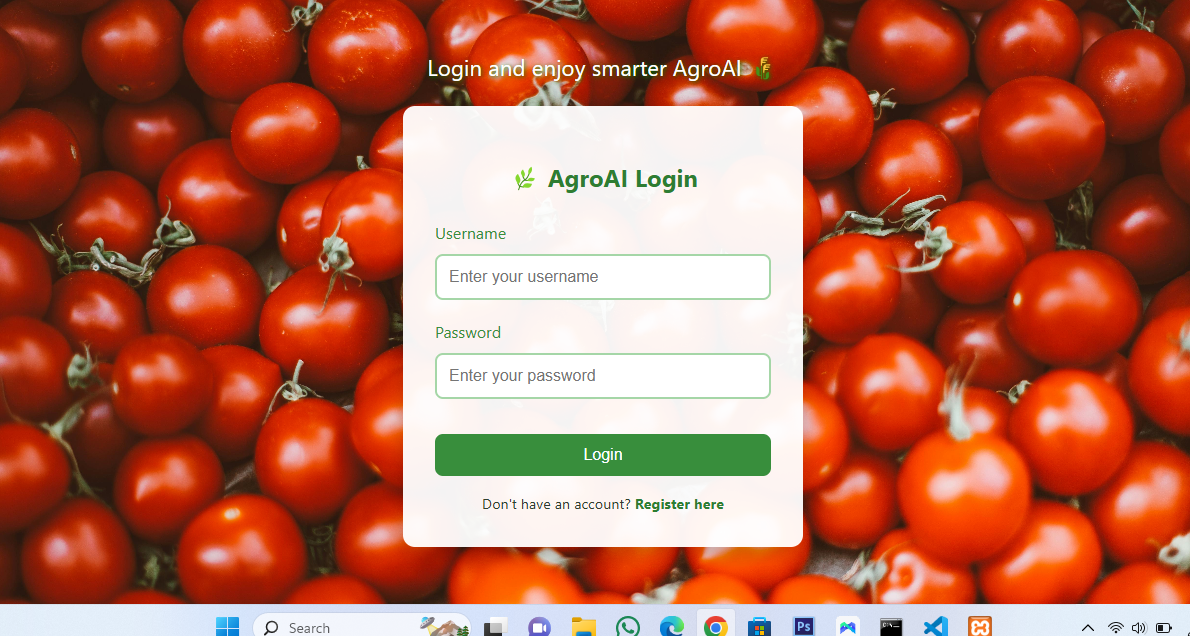 Login and enjoy smarter AgroAI
AgroAI Login
Username
Enter your username
Password
Enter your password
Login
Don't have an account? Register here
Search
Ps